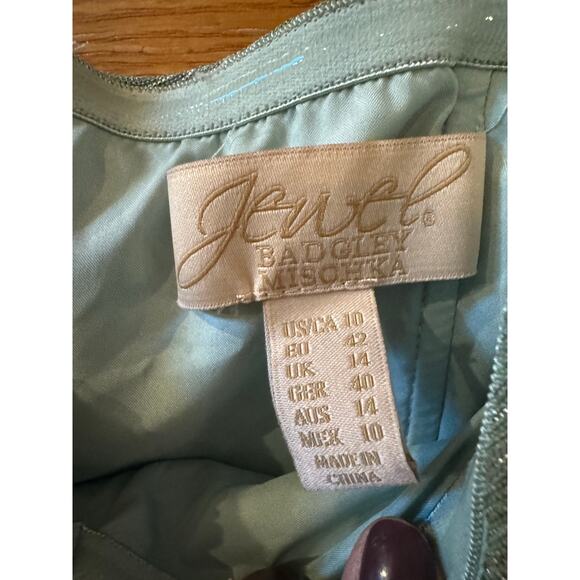 Jewel®
BADGLEY
MISCHKA
US/CA 10
EU 42
UK 14
GER 40
AUS 14
MEX 10
MADE IN
CHINA